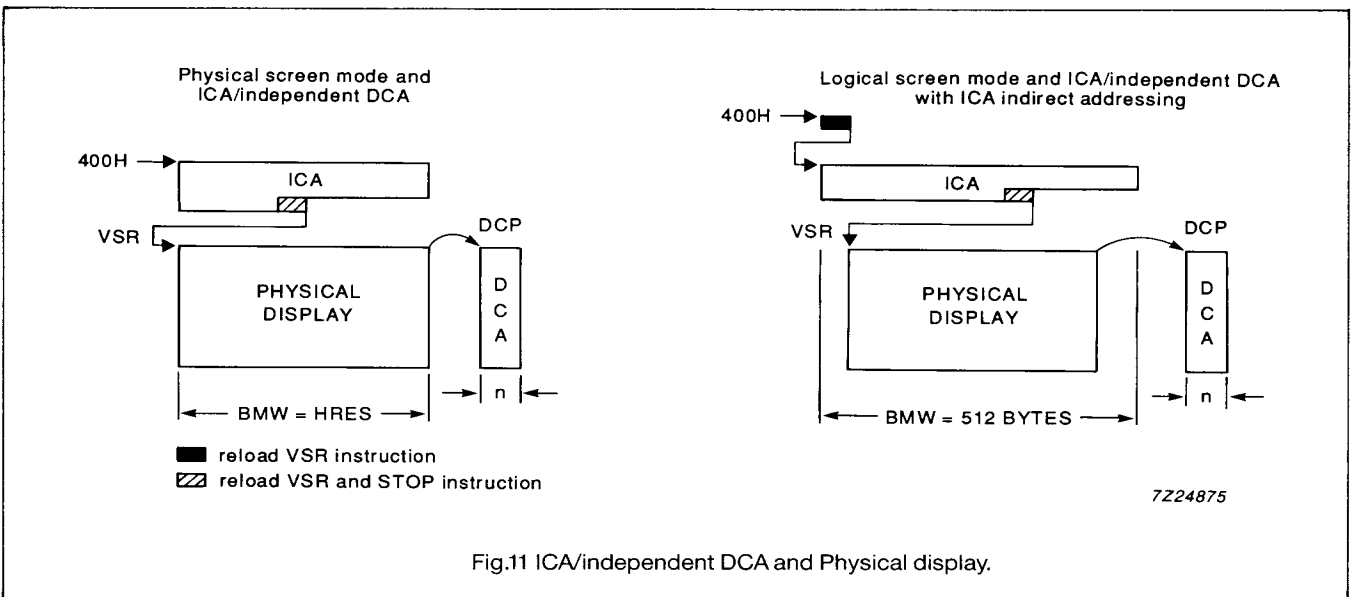 Physical screen mode and
ICA/independent DCA
400H
ICA
VSR
DCP
PHYSICAL
DISPLAY
D
C
A
n
BMW = HRES
reload VSR instruction
reload VSR and STOP instruction
Logical screen mode and ICA/independent DCA
with ICA indirect addressing
400H
ICA
VSR
DCP
PHYSICAL
DISPLAY
D
C
A
n
BMW = 512 BYTES
7Z24875
Fig.11 ICA/independent DCA and Physical display.